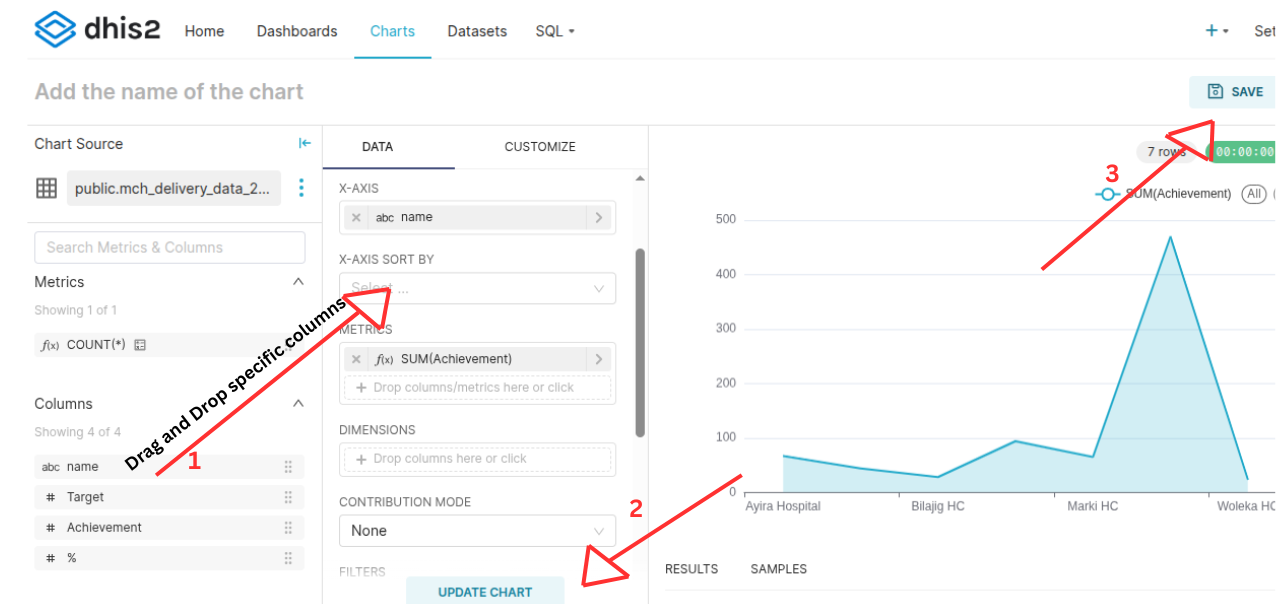 dhis2 Home Dashboards Charts Datasets SQL + Set
Add the name of the chart
SAVE
Chart Source
public.mch_delivery_data_2...
Search Metrics & Columns
Metrics
Showing 1 of 1
f(x) COUNT(*)
Columns
Showing 4 of 4
abc name
# Target
# Achievement
# %
Drag and Drop specific columns
1
DATA CUSTOMIZE
X-AXIS
abc name
X-AXIS SORT BY
Select ...
METRICS
f(x) SUM(Achievement)
+ Drop columns/metrics here or click
DIMENSIONS
+ Drop columns here or click
CONTRIBUTION MODE
None
FILTERS
UPDATE CHART
2
3
7 rows 00:00:00
SUM(Achievement) All
500
400
300
200
100
0
Ayira Hospital Bilajig HC Marki HC Woleka HC
RESULTS SAMPLES